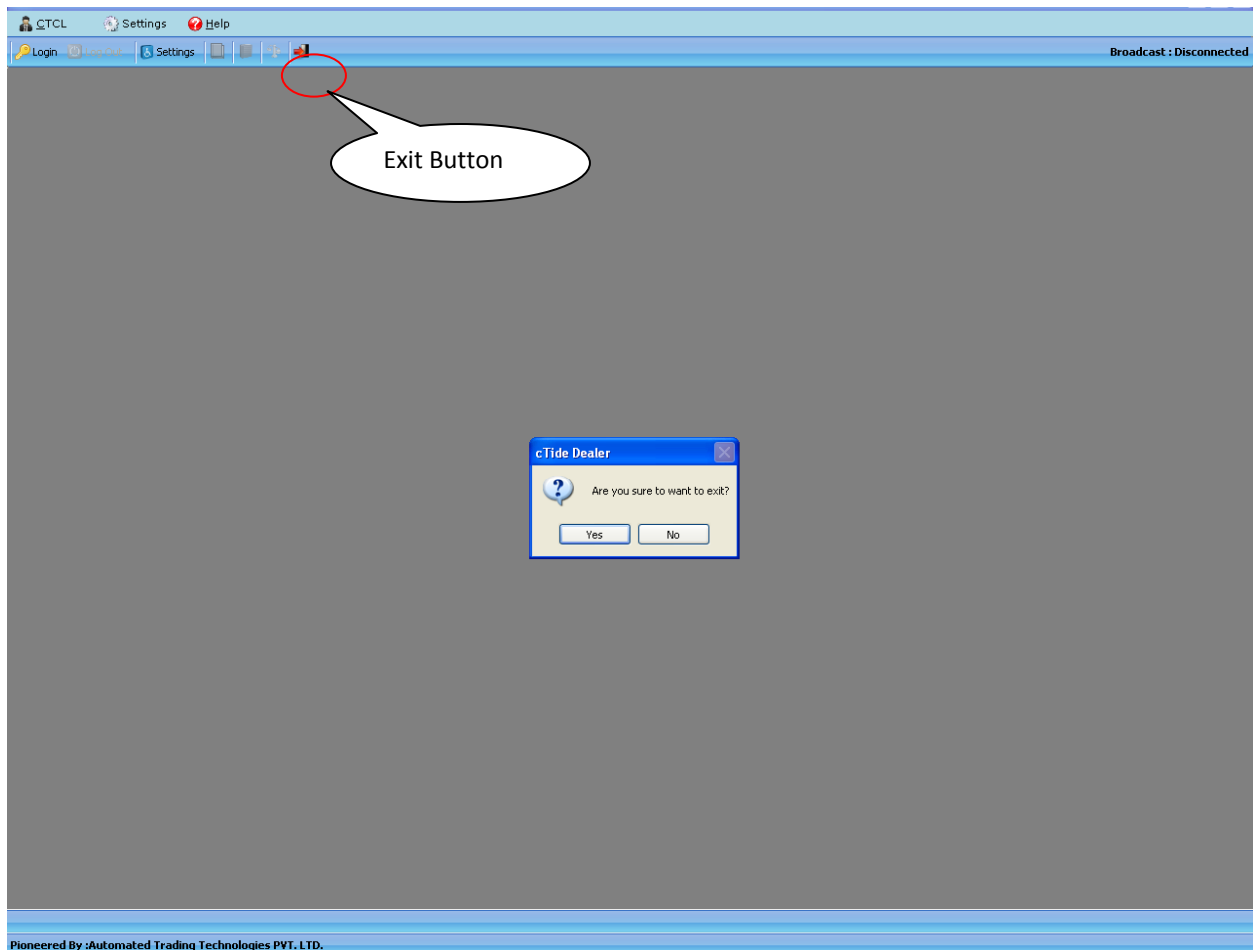 CTCL Settings Help
Login Settings Broadcast : Disconnected
Exit Button
cTide Dealer
Are you sure to want to exit?
Yes No
Pioneered By :Automated Trading Technologies PVT. LTD.